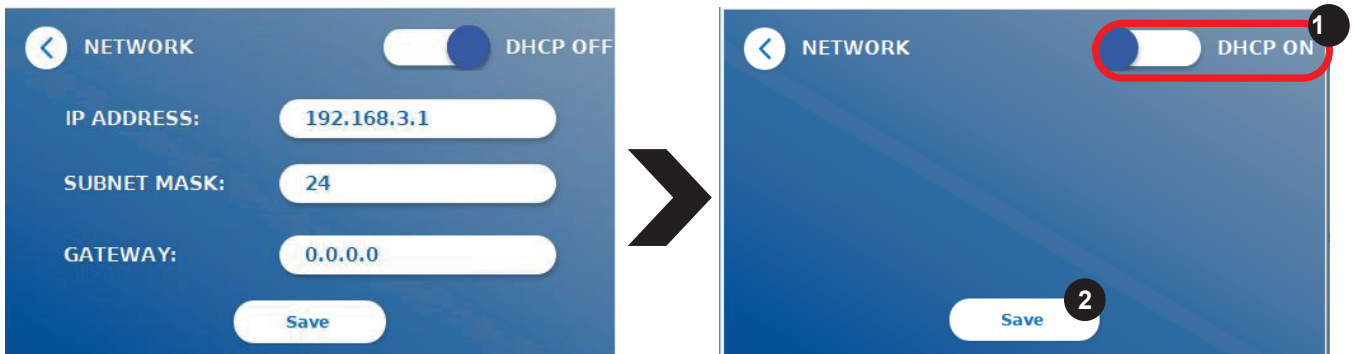 NETWORK DHCP OFF
IP ADDRESS: 192.168.3.1
SUBNET MASK: 24
GATEWAY: 0.0.0.0
Save
1
NETWORK DHCP ON
2
Save